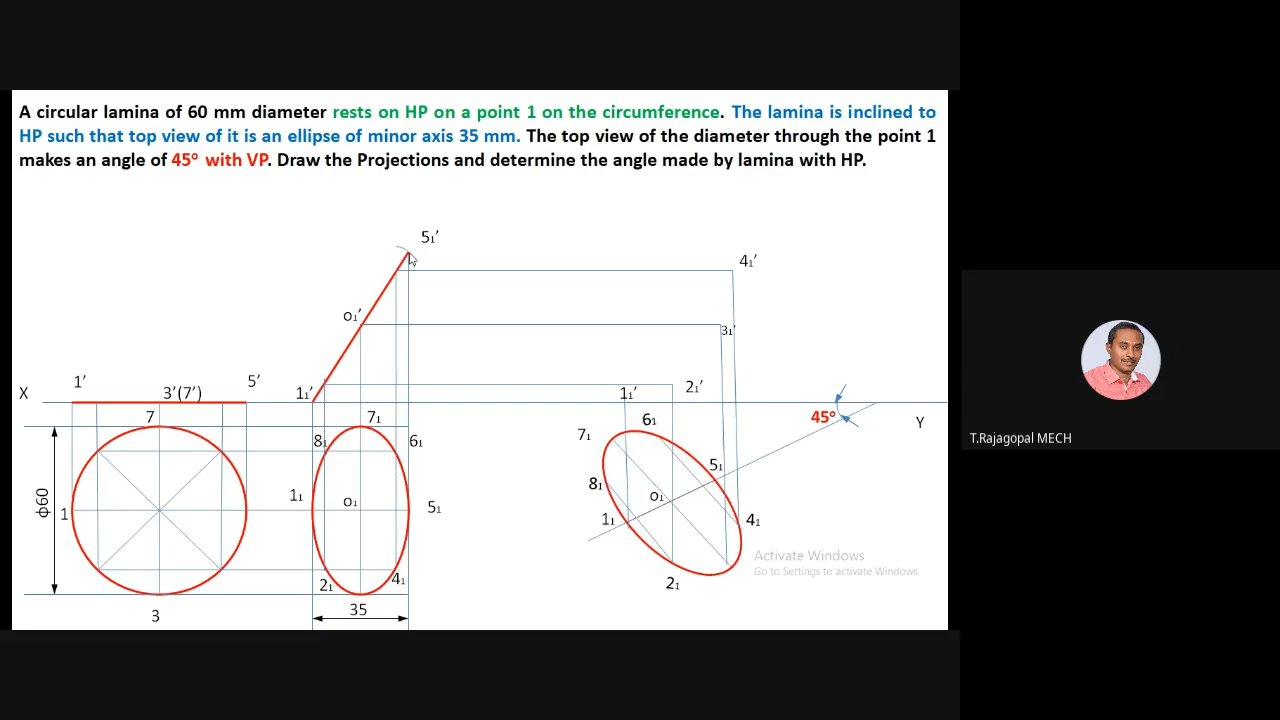 A circular lamina of 60 mm diameter rests on HP on a point 1 on the circumference. The lamina is inclined to
HP such that top view of it is an ellipse of minor axis 35 mm. The top view of the diameter through the point 1
makes an angle of 45° with VP. Draw the Projections and determine the angle made by lamina with HP.
5₁’
4₁’
o₁’
3₁’
X
1’
3’(7’)
5’
1₁’
1₁’
2₁’
45°
Y
7
7₁
6₁
7₁
8₁
6₁
5₁
8₁
ϕ60
1
1₁
o₁
5₁
o₁
1₁
4₁
T.Rajagopal MECH
Activate Windows
Go to Settings to activate Windows.
2₁
4₁
2₁
3
35